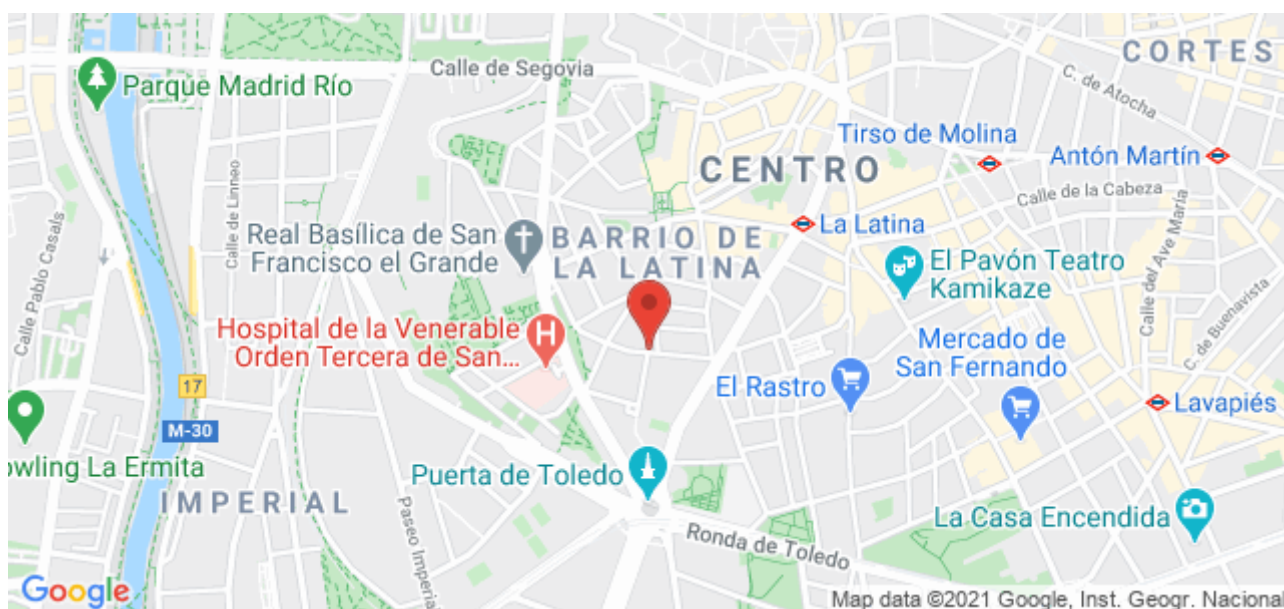 CORTES
Calle de Segovia
C. de Atocha
Parque Madrid Río
Tirso de Molina
Antón Martín
CENTRO
Calle de la Cabeza
Calle de Linneo
Calle Pablo Casals
Real Basílica de San
Francisco el Grande
BARRIO DE
LA LATINA
La Latina
El Pavón Teatro
Kamikaze
Calle del Ave María
C. de Buenavista
Hospital de la Venerable
Orden Tercera de San...
Mercado de
San Fernando
El Rastro
17
M-30
Lavapiés
owling La Ermita
Puerta de Toledo
IMPERIAL
Paseo Imperial
La Casa Encendida
Ronda de Toledo
Google
Map data ©2021 Google, Inst. Geogr. Naciona